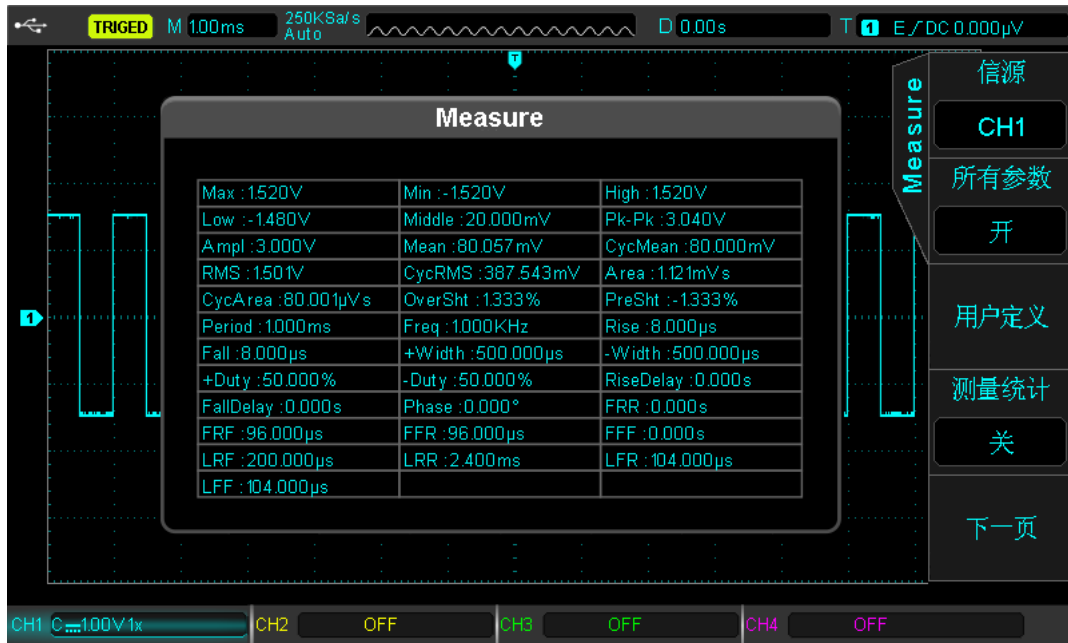 TRIGED M 1.00ms 250KSa/s Auto D 0.00s T 1 E DC 0.000µV
T
Measure
Max :1.520V Min :-1.520V High :1.520V
Low :-1.480V Middle :20.000mV Pk-Pk :3.040V
Ampl :3.000V Mean :80.057mV CycMean :80.000mV
RMS :1.501V CycRMS :387.543mV Area :1.121mVs
CycArea :80.001µVs OverSht :1.333% PreSht :-1.333%
Period :1.000ms Freq :1.000KHz Rise :8.000µs
Fall :8.000µs +Width :500.000µs -Width :500.000µs
+Duty :50.000% -Duty :50.000% RiseDelay :0.000s
FallDelay :0.000s Phase :0.000° FRR :0.000s
FRF :96.000µs FFR :96.000µs FFF :0.000s
LRF :200.000µs LRR :2.400ms LFR :104.000µs
LFF :104.000µs
1
Measure
信源
CH1
所有参数
开
用户定义
测量统计
关
下一页
CH1 C 1.00V 1x CH2 OFF CH3 OFF CH4 OFF